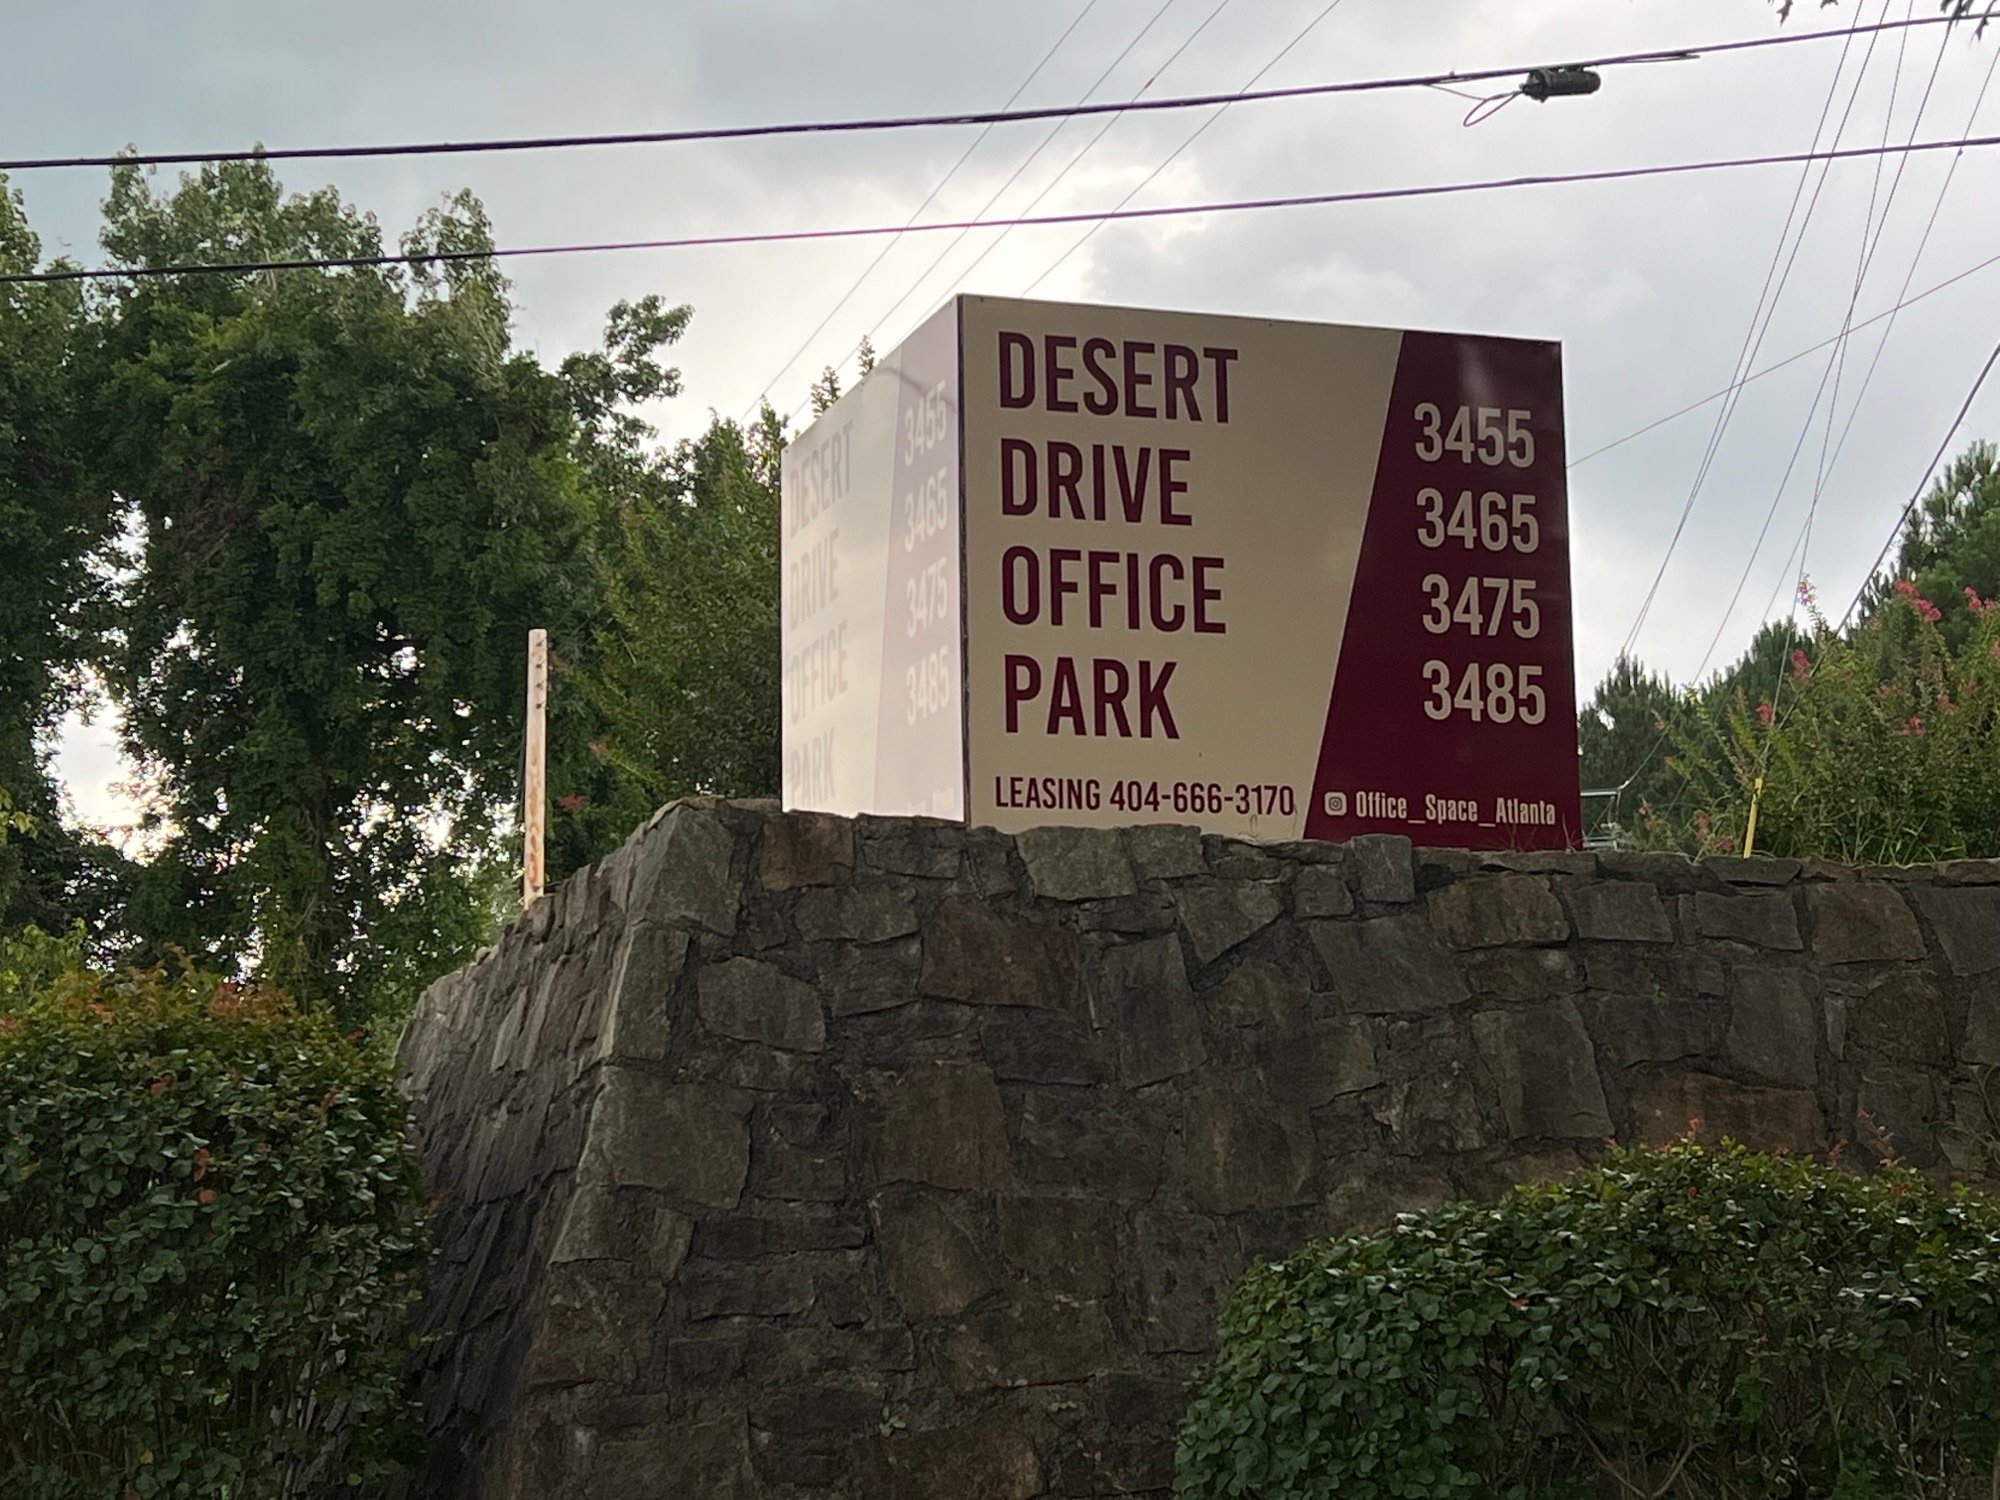 DESERT
DRIVE
OFFICE
PARK
LEASING 404-666-3170
3455
3465
3475
3485
Office_Space_Atlanta
DESERT
DRIVE
OFFICE
PARK
3455
3465
3475
3485